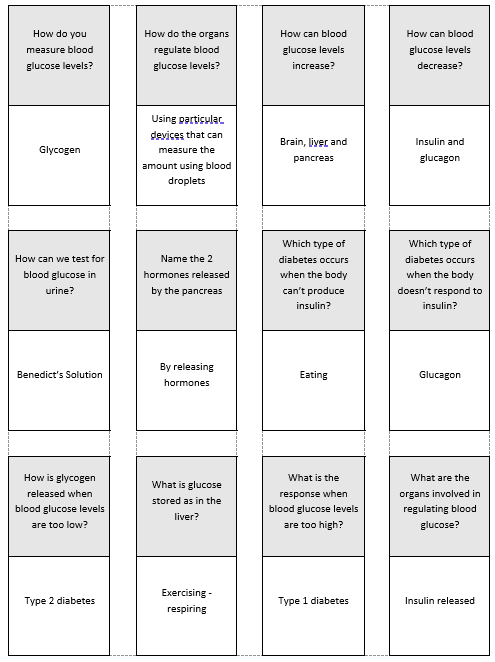 How do you
measure blood
glucose levels?
Glycogen
How do the organs
regulate blood
glucose levels?
Using particular
devices that can
measure the
amount using blood
droplets
How can blood
glucose levels
increase?
Brain, liver and
pancreas
How can blood
glucose levels
decrease?
Insulin and
glucagon
How can we test for
blood glucose in
urine?
Benedict's Solution
Name the 2
hormones released
by the pancreas
By releasing
hormones
Which type of
diabetes occurs
when the body
can't produce
insulin?
Eating
Which type of
diabetes occurs
when the body
doesn't respond to
insulin?
Glucagon
How is glycogen
released when
blood glucose levels
are too low?
Type 2 diabetes
What is glucose
stored as in the
liver?
Exercising -
respiring
What is the
response when
blood glucose levels
are too high?
Type 1 diabetes
What are the
organs involved in
regulating blood
glucose?
Insulin released